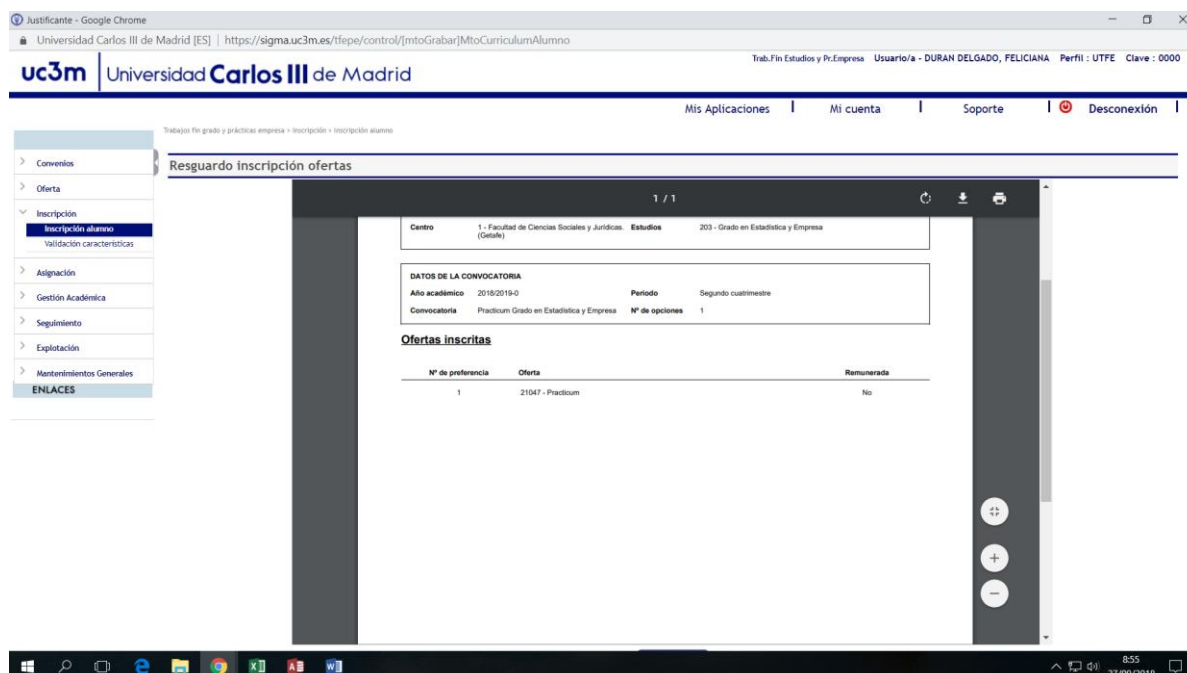 Justificante - Google Chrome
Universidad Carlos III de Madrid [ES] | https://sigma.uc3m.es/tfepe/control/[mtoGrabar]MtoCurriculumAlumno
uc3m Universidad Carlos III de Madrid
Trab.Fin Estudios y Pr.Empresa Usuario/a - DURAN DELGADO, FELICIANA Perfil : UTFE Clave : 0000
Mis Aplicaciones Mi cuenta Soporte Desconexión
Trabajos fin grado y prácticas empresa > Inscripción > Inscripción alumno
Convenios
Oferta
Inscripción
Inscripción alumno
Validación características
Asignación
Gestión Académica
Seguimiento
Explotación
Mantenimientos Generales
ENLACES
Resguardo inscripción ofertas
1 / 1
Centro 1 - Facultad de Ciencias Sociales y Jurídicas. Estudios 203 - Grado en Estadística y Empresa
(Getafe)
DATOS DE LA CONVOCATORIA
Año académico 2018/2019-0 Periodo Segundo cuatrimestre
Convocatoria Practicum Grado en Estadística y Empresa Nº de opciones 1
Ofertas inscritas
Nº de preferencia Oferta Remunerada
1 21047 - Practicum No
8:55